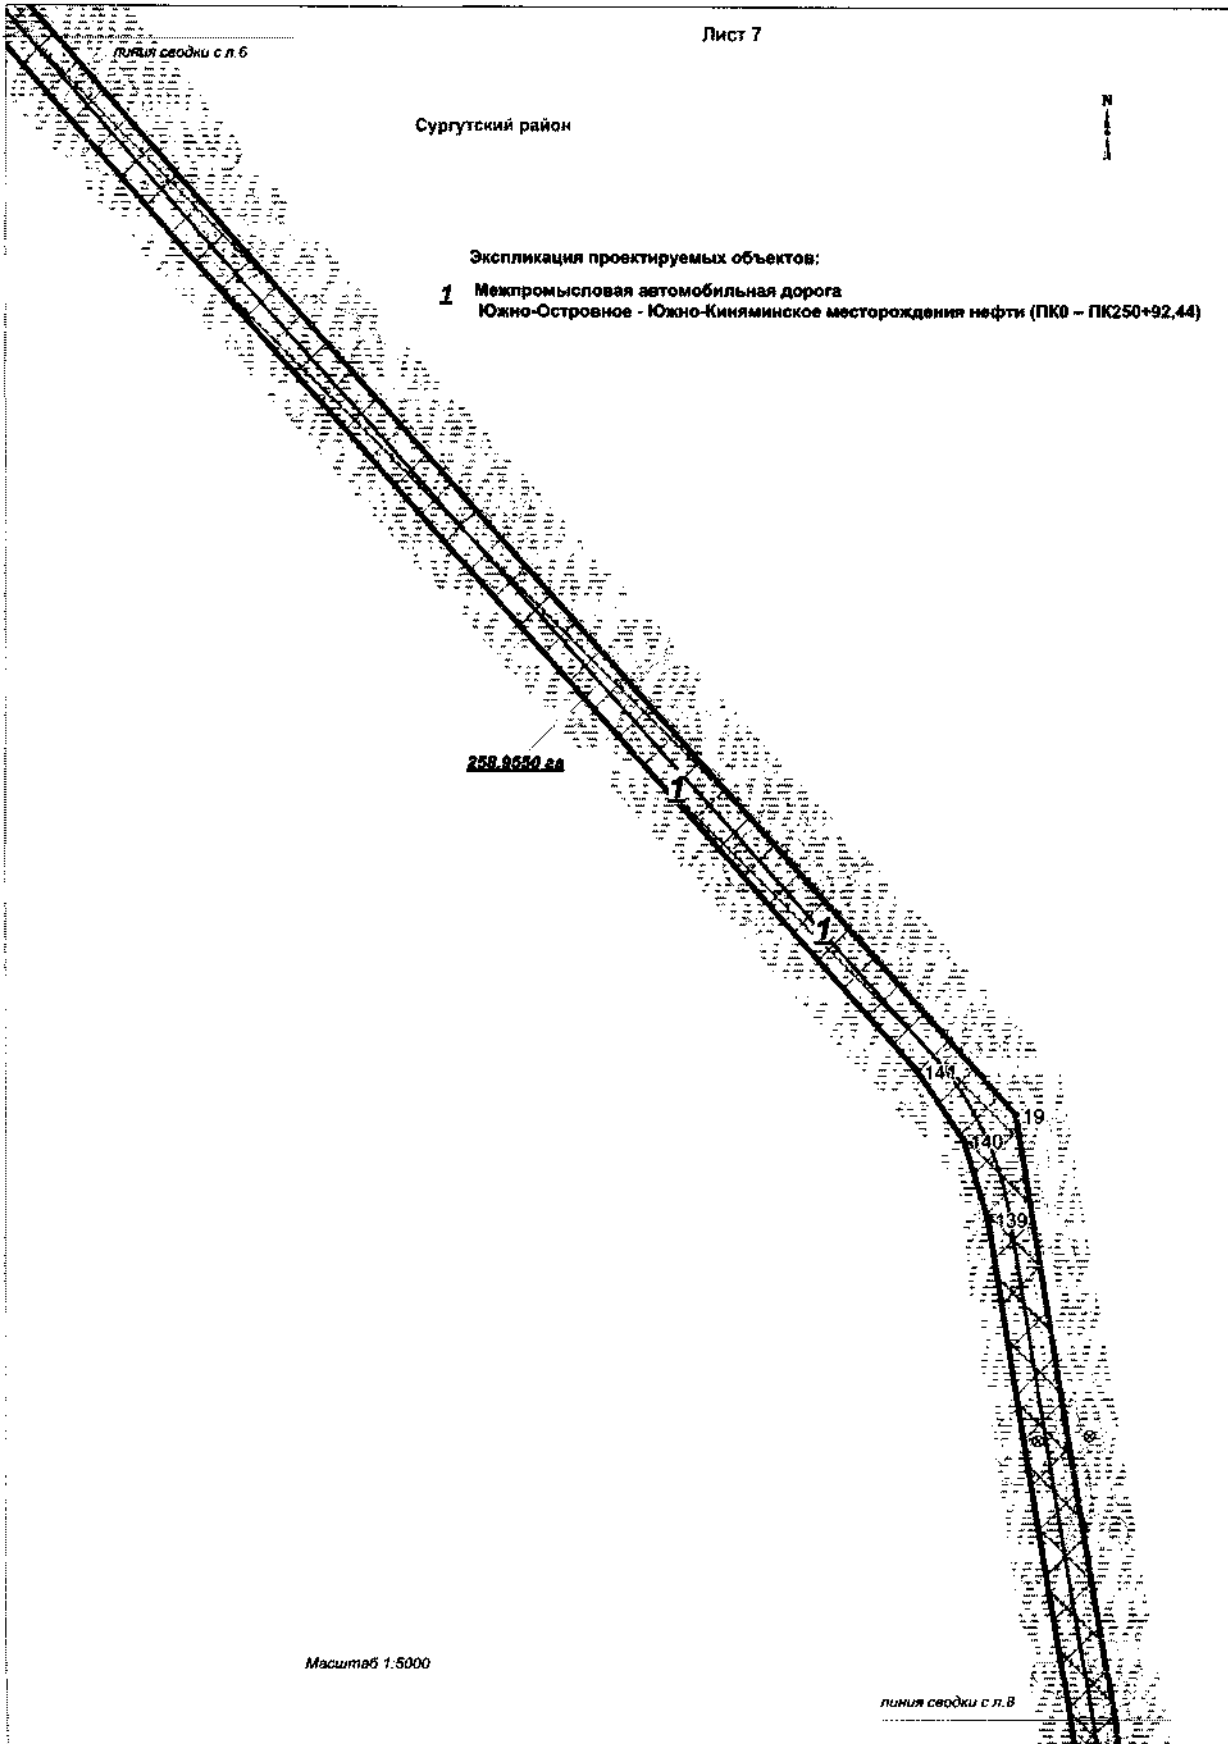 Лист 7
линия сводки с л.6
N
Сургутский район
Экспликация проектируемых объектов:
1 Межпромысловая автомобильная дорога
Южно-Островное - Южно-Киняминское месторождения нефти (ПК0 – ПК250+92,44)
258.9550 га
1
1
141
19
140
139
Масштаб 1:5000
линия сводки с л.8